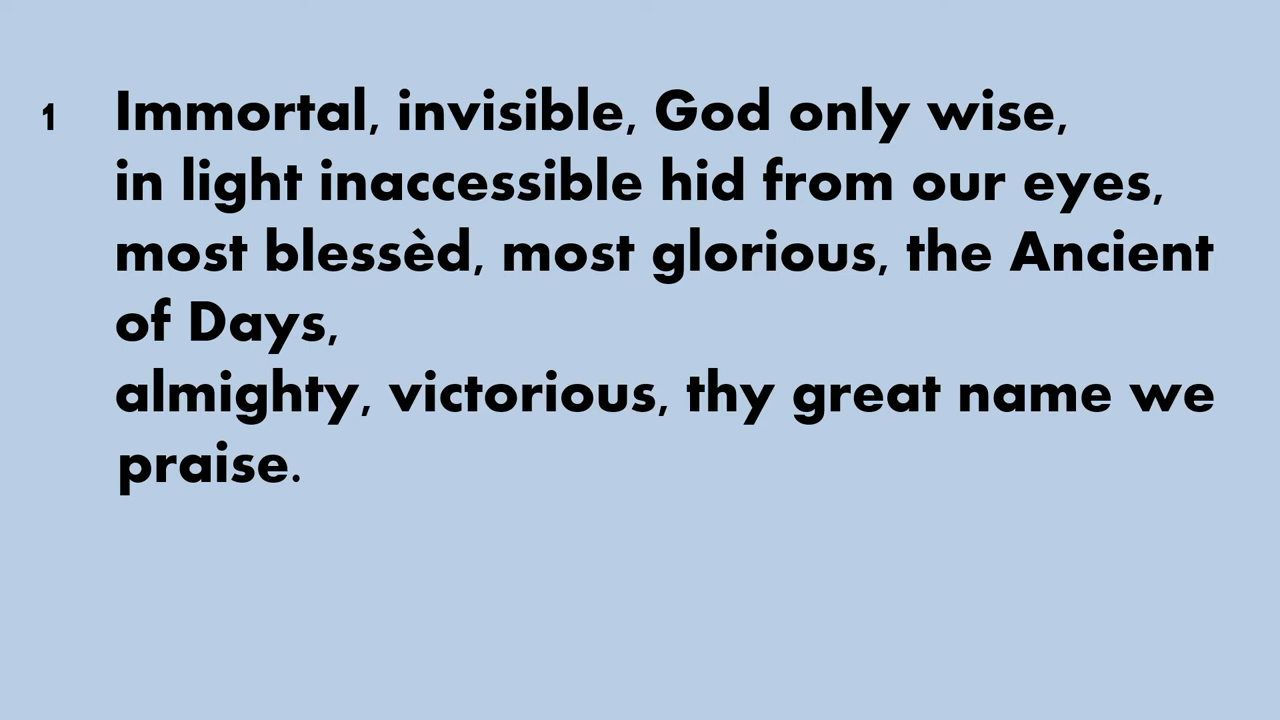 1 Immortal, invisible, God only wise,
in light inaccessible hid from our eyes,
most blessèd, most glorious, the Ancient
of Days,
almighty, victorious, thy great name we
praise.